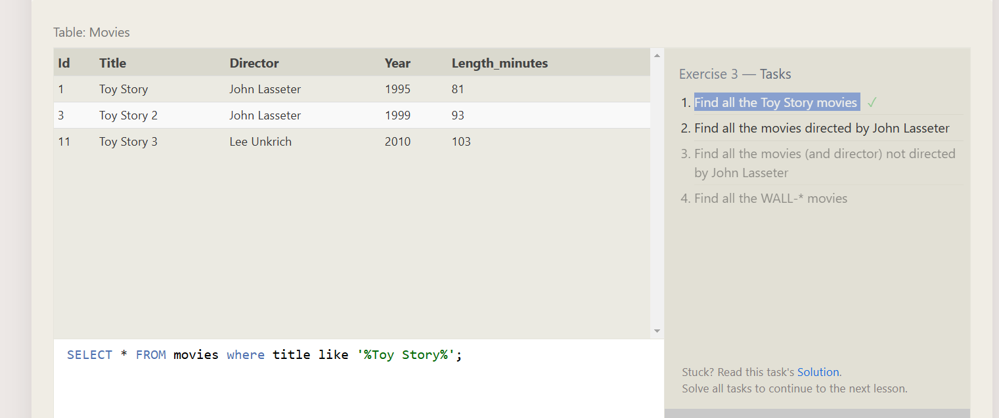 Table: Movies
Id Title Director Year Length_minutes
1 Toy Story John Lasseter 1995 81
3 Toy Story 2 John Lasseter 1999 93
11 Toy Story 3 Lee Unkrich 2010 103
SELECT * FROM movies where title like '%Toy Story%';
Exercise 3 — Tasks
1. Find all the Toy Story movies ✓
2. Find all the movies directed by John Lasseter
3. Find all the movies (and director) not directed
by John Lasseter
4. Find all the WALL-* movies
Stuck? Read this task's Solution.
Solve all tasks to continue to the next lesson.